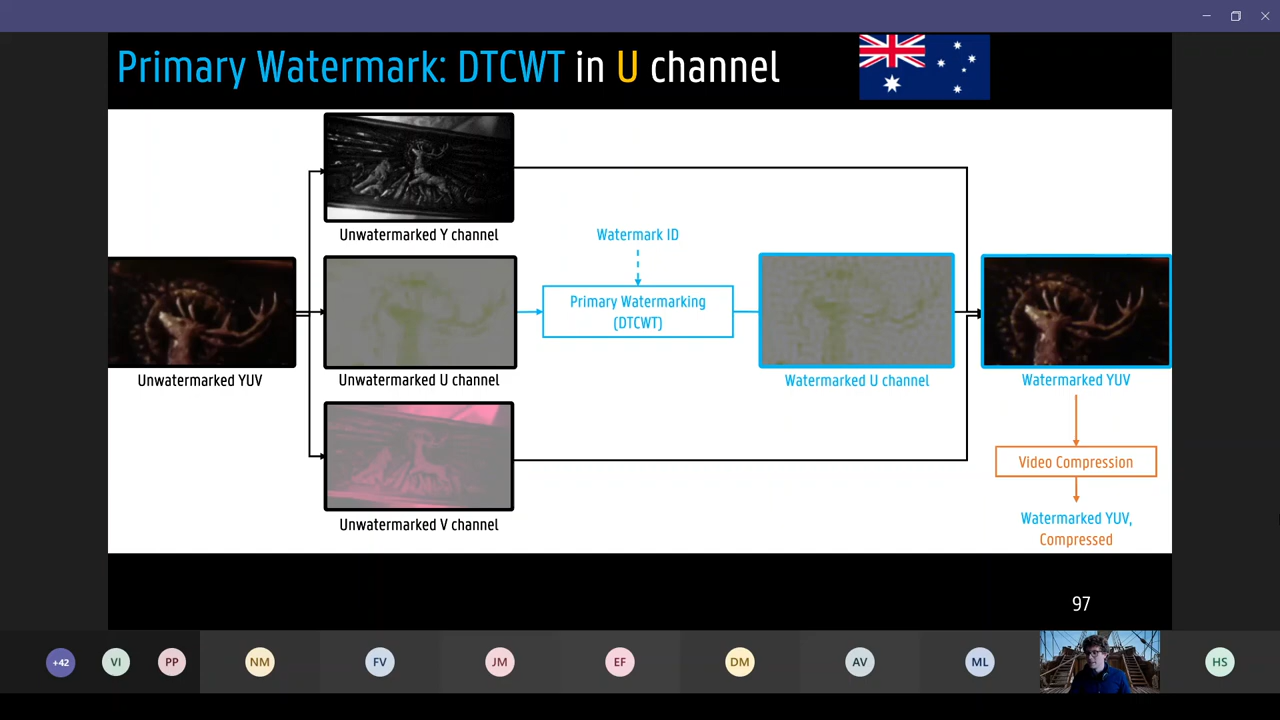 Primary Watermark: DTCWT in U channel
Unwatermarked Y channel
Watermark ID
Primary Watermarking
(DTCWT)
Unwatermarked YUV
Unwatermarked U channel
Watermarked U channel
Watermarked YUV
Video Compression
Unwatermarked V channel
Watermarked YUV,
Compressed
97
+42 VI PP NM FV JM EF DM AV ML HS